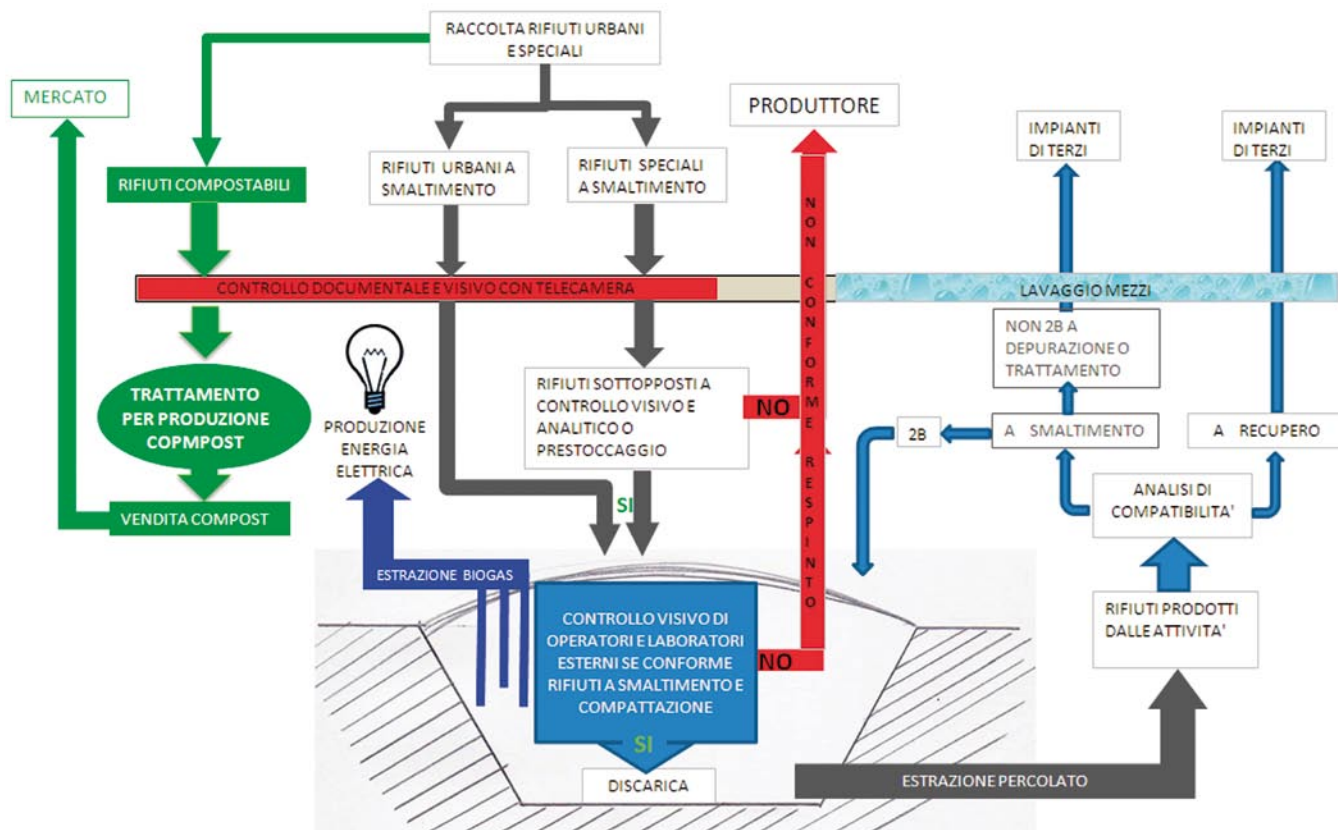 RACCOLTA RIFIUTI URBANI
E SPECIALI
MERCATO
PRODUTTORE
IMPIANTI
DI TERZI
IMPIANTI
DI TERZI
RIFIUTI COMPOSTABILI
RIFIUTI URBANI A
SMALTIMENTO
RIFIUTI SPECIALI
A SMALTIMENTO
NON CONFORME RESPINTO
CONTROLLO DOCUMENTALE E VISIVO CON TELECAMERA
LAVAGGIO MEZZI
NON 2B A
DEPURAZIONE O
TRATTAMENTO
TRATTAMENTO
PER PRODUZIONE
COPMPOST
PRODUZIONE
ENERGIA
ELETTRICA
RIFIUTI SOTTOPPOSTI A
CONTROLLO VISIVO E
ANALITICO O
PRESTOCCAGGIO
NO
2B
A SMALTIMENTO
A RECUPERO
VENDITA COMPOST
SI
ANALISI DI
COMPATIBILITA'
ESTRAZIONE BIOGAS
CONTROLLO VISIVO DI
OPERATORI E LABORATORI
ESTERNI SE CONFORME
RIFIUTI A SMALTIMENTO E
COMPATTAZIONE
NO
SI
RIFIUTI PRODOTTI
DALLE ATTIVITA'
DISCARICA
ESTRAZIONE PERCOLATO